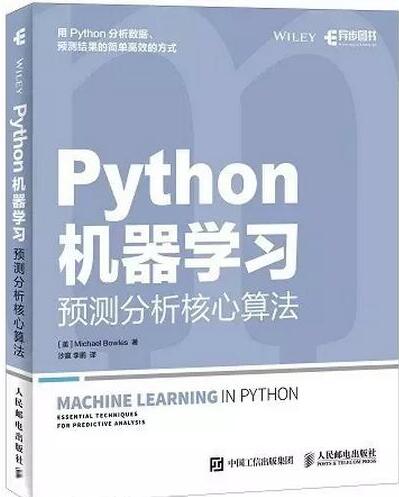 用 Python 分析数据、
预测结果的简单高效的方式
WILEY 异步图书
Python
机器学习
预测分析核心算法
[美] Michael Bowles 著
沙嬴 李鹏 译
MACHINE LEARNING IN PYTHON
ESSENTIAL TECHNIQUES
FOR PREDICTIVE ANALYSIS
中国工信出版集团
人民邮电出版社
WILEY
Python 机器学习 预测分析核心算法
人民邮电出版社